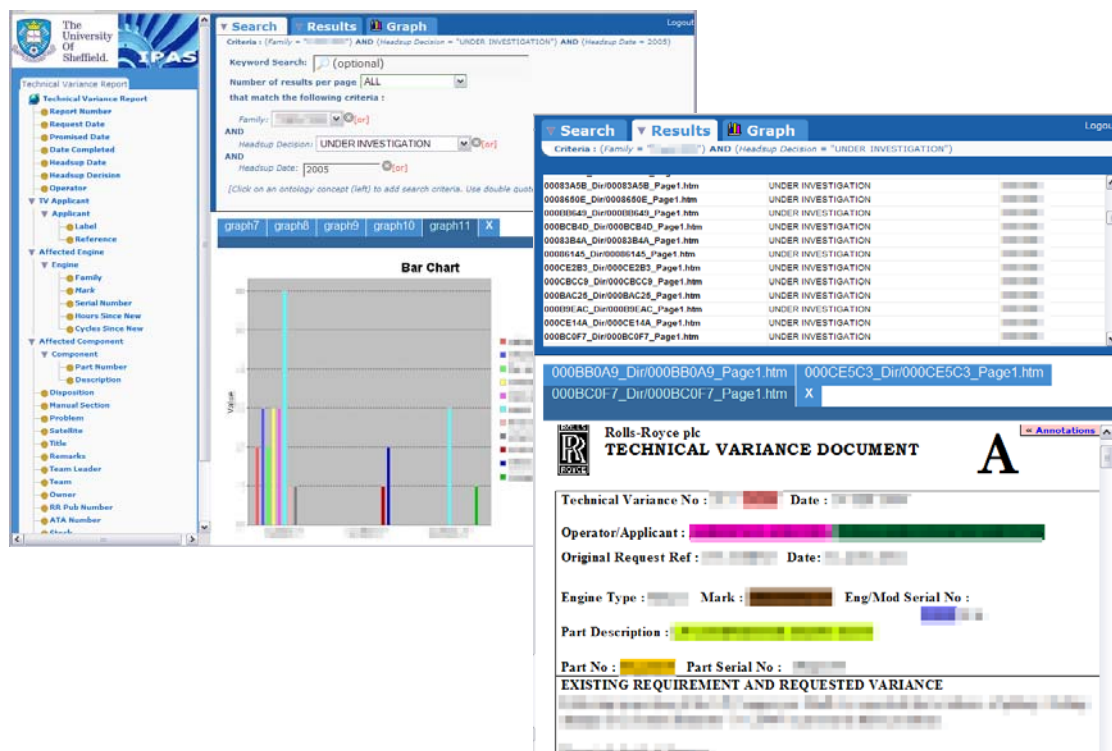 The
University
Of
Sheffield.
IPAS
Technical Variance Report
Technical Variance Report
Report Number
Request Date
Promised Date
Date Completed
Headsup Date
Headsup Decision
Operator
TV Applicant
Applicant
Label
Reference
Affected Engine
Engine
Family
Mark
Serial Number
Hours Since New
Cycles Since New
Affected Component
Component
Part Number
Description
Disposition
Manual Section
Problem
Satellite
Title
Remarks
Team Leader
Team
Owner
RR Pub Number
ATA Number
Search Results Graph Logout
Criteria : (Family = " ") AND (Headsup Decision = "UNDER INVESTIGATION") AND (Headsup Date = 2005)
Keyword Search: (optional)
Number of results per page ALL
that match the following criteria :
Family: [or]
AND
Headsup Decision: UNDER INVESTIGATION [or]
AND
Headsup Date: 2005 [or]
[Click on an ontology concept (left) to add search criteria. Use double
graph7 graph8 graph9 graph10 graph11 X
Bar Chart
Value
Search Results Graph Logout
Criteria : (Family = " ") AND (Headsup Decision = "UNDER INVESTIGATION")
00083A5B_Dir/00083A5B_Page1.htm UNDER INVESTIGATION
0008650E_Dir/0008650E_Page1.htm UNDER INVESTIGATION
000BB649_Dir/000BB649_Page1.htm UNDER INVESTIGATION
000BCB4D_Dir/000BCB4D_Page1.htm UNDER INVESTIGATION
00083B4A_Dir/00083B4A_Page1.htm UNDER INVESTIGATION
00086145_Dir/00086145_Page1.htm UNDER INVESTIGATION
000CE2B3_Dir/000CE2B3_Page1.htm UNDER INVESTIGATION
000CBCC9_Dir/000CBCC9_Page1.htm UNDER INVESTIGATION
000BAC25_Dir/000BAC25_Page1.htm UNDER INVESTIGATION
000B9EAC_Dir/000B9EAC_Page1.htm UNDER INVESTIGATION
000CE14A_Dir/000CE14A_Page1.htm UNDER INVESTIGATION
000BC0F7_Dir/000BC0F7_Page1.htm UNDER INVESTIGATION
000BB0A9_Dir/000BB0A9_Page1.htm 000CE5C3_Dir/000CE5C3_Page1.htm
000BC0F7_Dir/000BC0F7_Page1.htm X
ROLLS RR ROYCE
Rolls-Royce plc
TECHNICAL VARIANCE DOCUMENT
A
« Annotations
Technical Variance No : Date :
Operator/Applicant :
Original Request Ref : Date:
Engine Type : Mark : Eng/Mod Serial No :
Part Description :
Part No : Part Serial No :
EXISTING REQUIREMENT AND REQUESTED VARIANCE